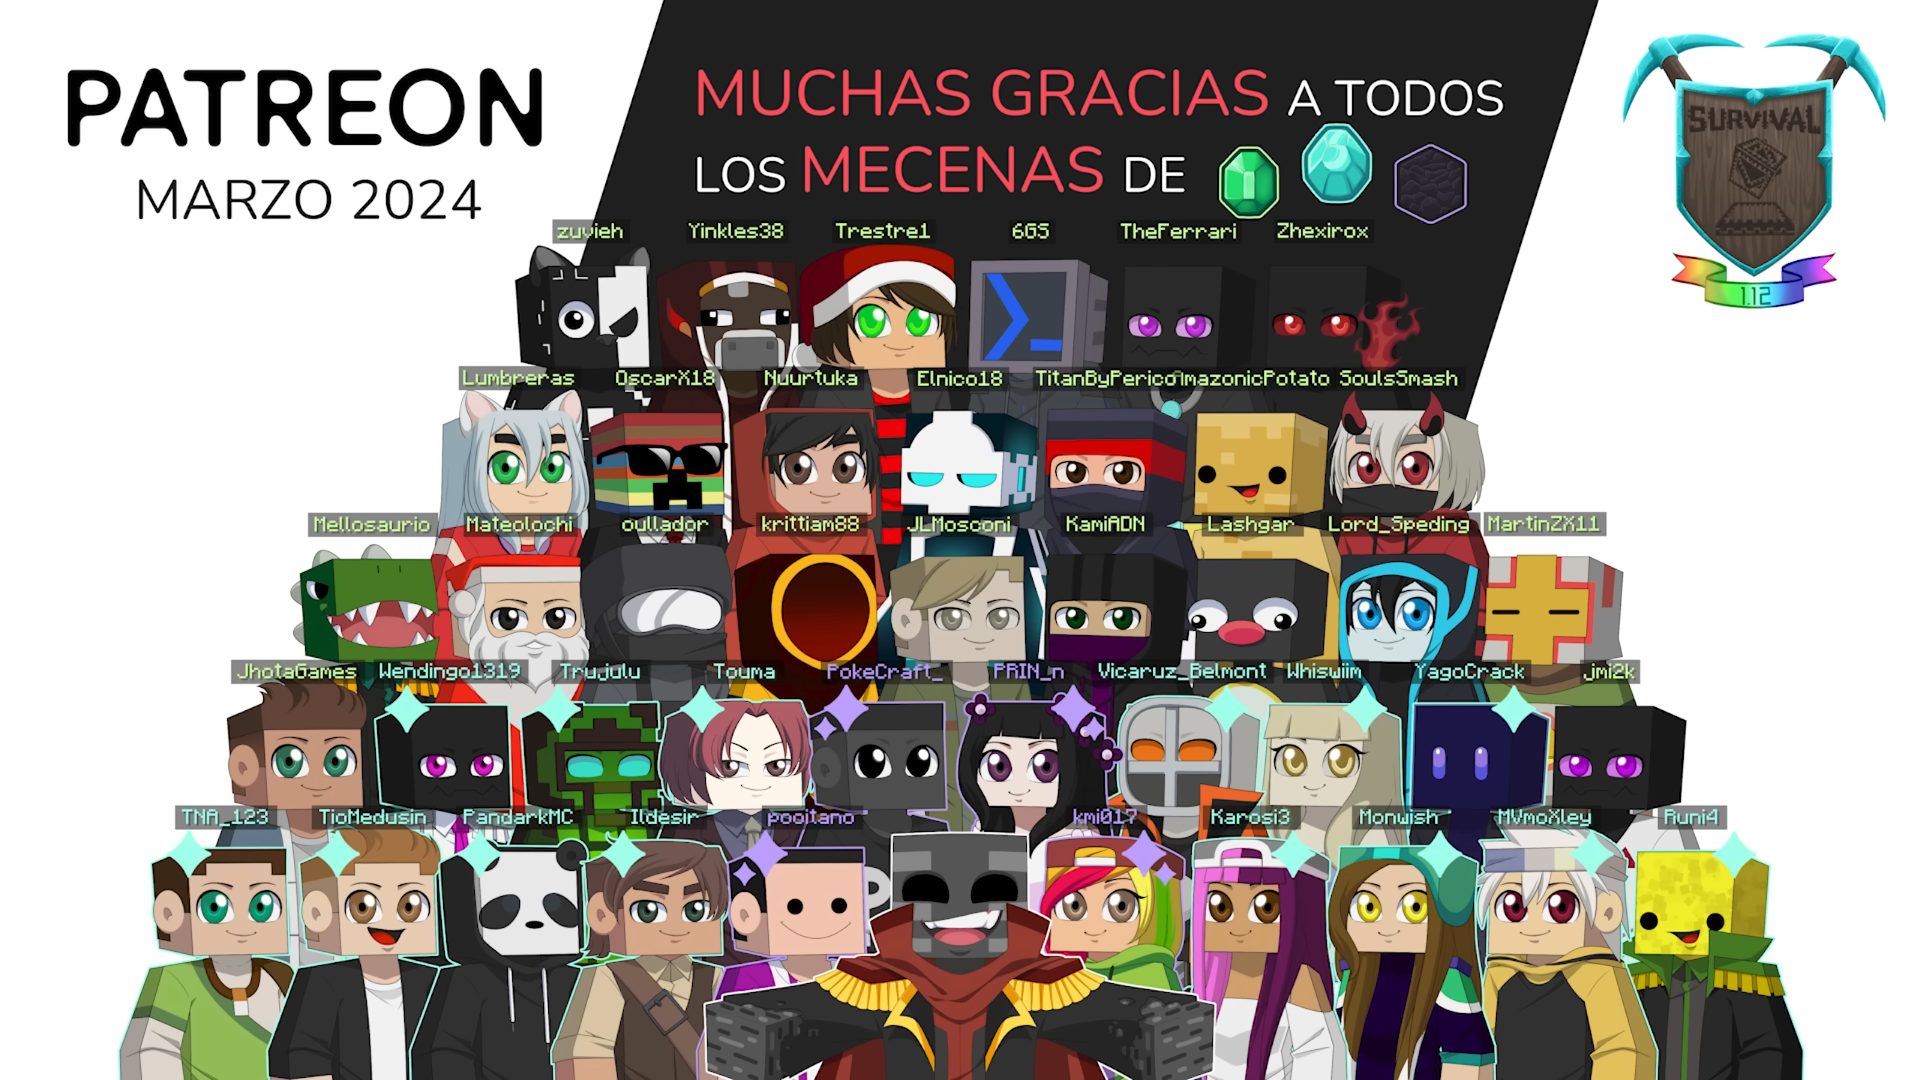 PATREON
MARZO 2024
MUCHAS GRACIAS A TODOS
LOS MECENAS DE
SURVIVAL
1.12
zuvieh Yinkles38 Trestre1 6G5 TheFerrari Zhexirox
Lumbreras OscarX18 Nuurtuka Elnico18 TitanByPerico ImazonicPotato SoulsSmash
Mellosaurio Mateolochi oullador krittiam88 JLMosconi KamiADN Lashgar Lord_Speding MartinZX11
JhotaGames Wendingo1319 Trujulu Touma PokeCraft_ PRIN_n Vicaruz_Belmont Whiswiim YagoCrack jmi2k
TNA_123 TioMedusin PandarkMC Ildesir pooitano kmi017 Karosi3 Monwish MVmoXley Runi4